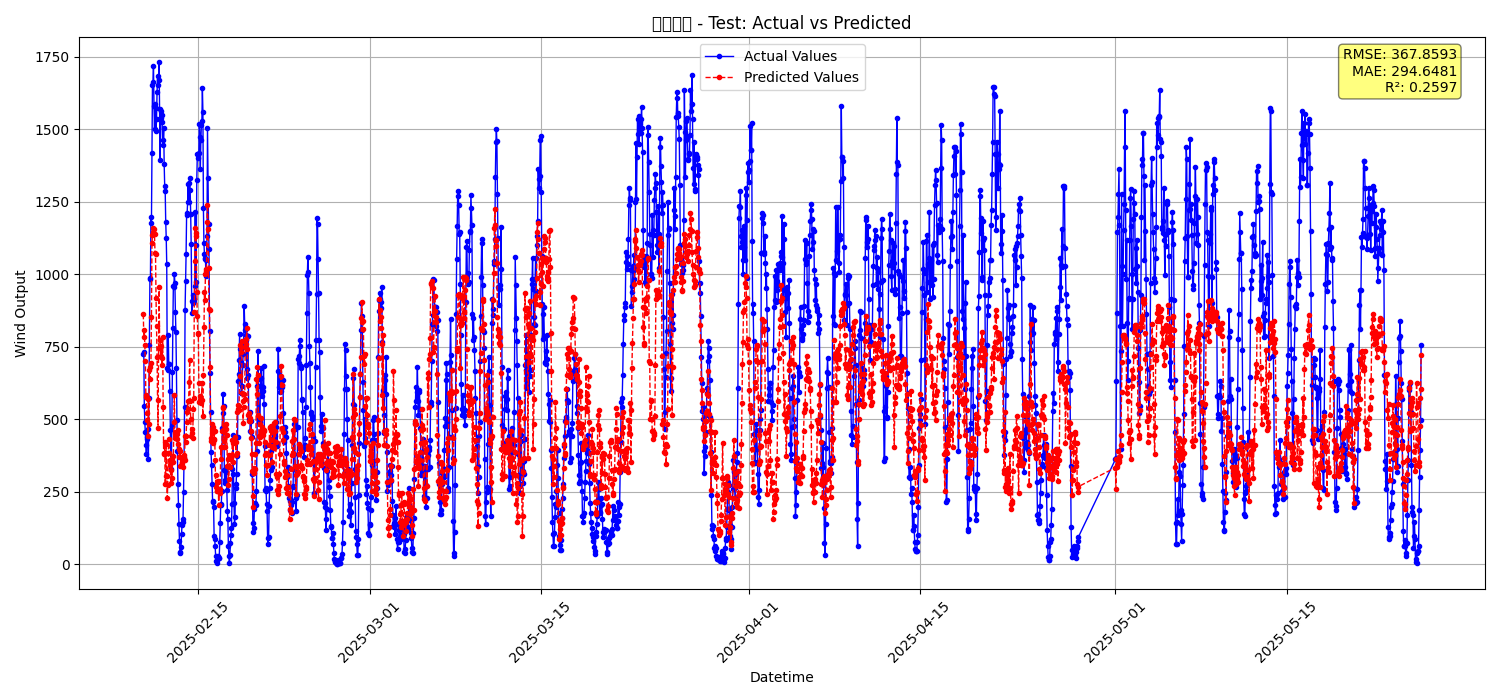 - Test: Actual vs Predicted
Actual Values
Predicted Values
RMSE: 367.8593
MAE: 294.6481
R²: 0.2597
Wind Output
1750
1500
1250
1000
750
500
250
0
2025-02-15
2025-03-01
2025-03-15
2025-04-01
2025-04-15
2025-05-01
2025-05-15
Datetime